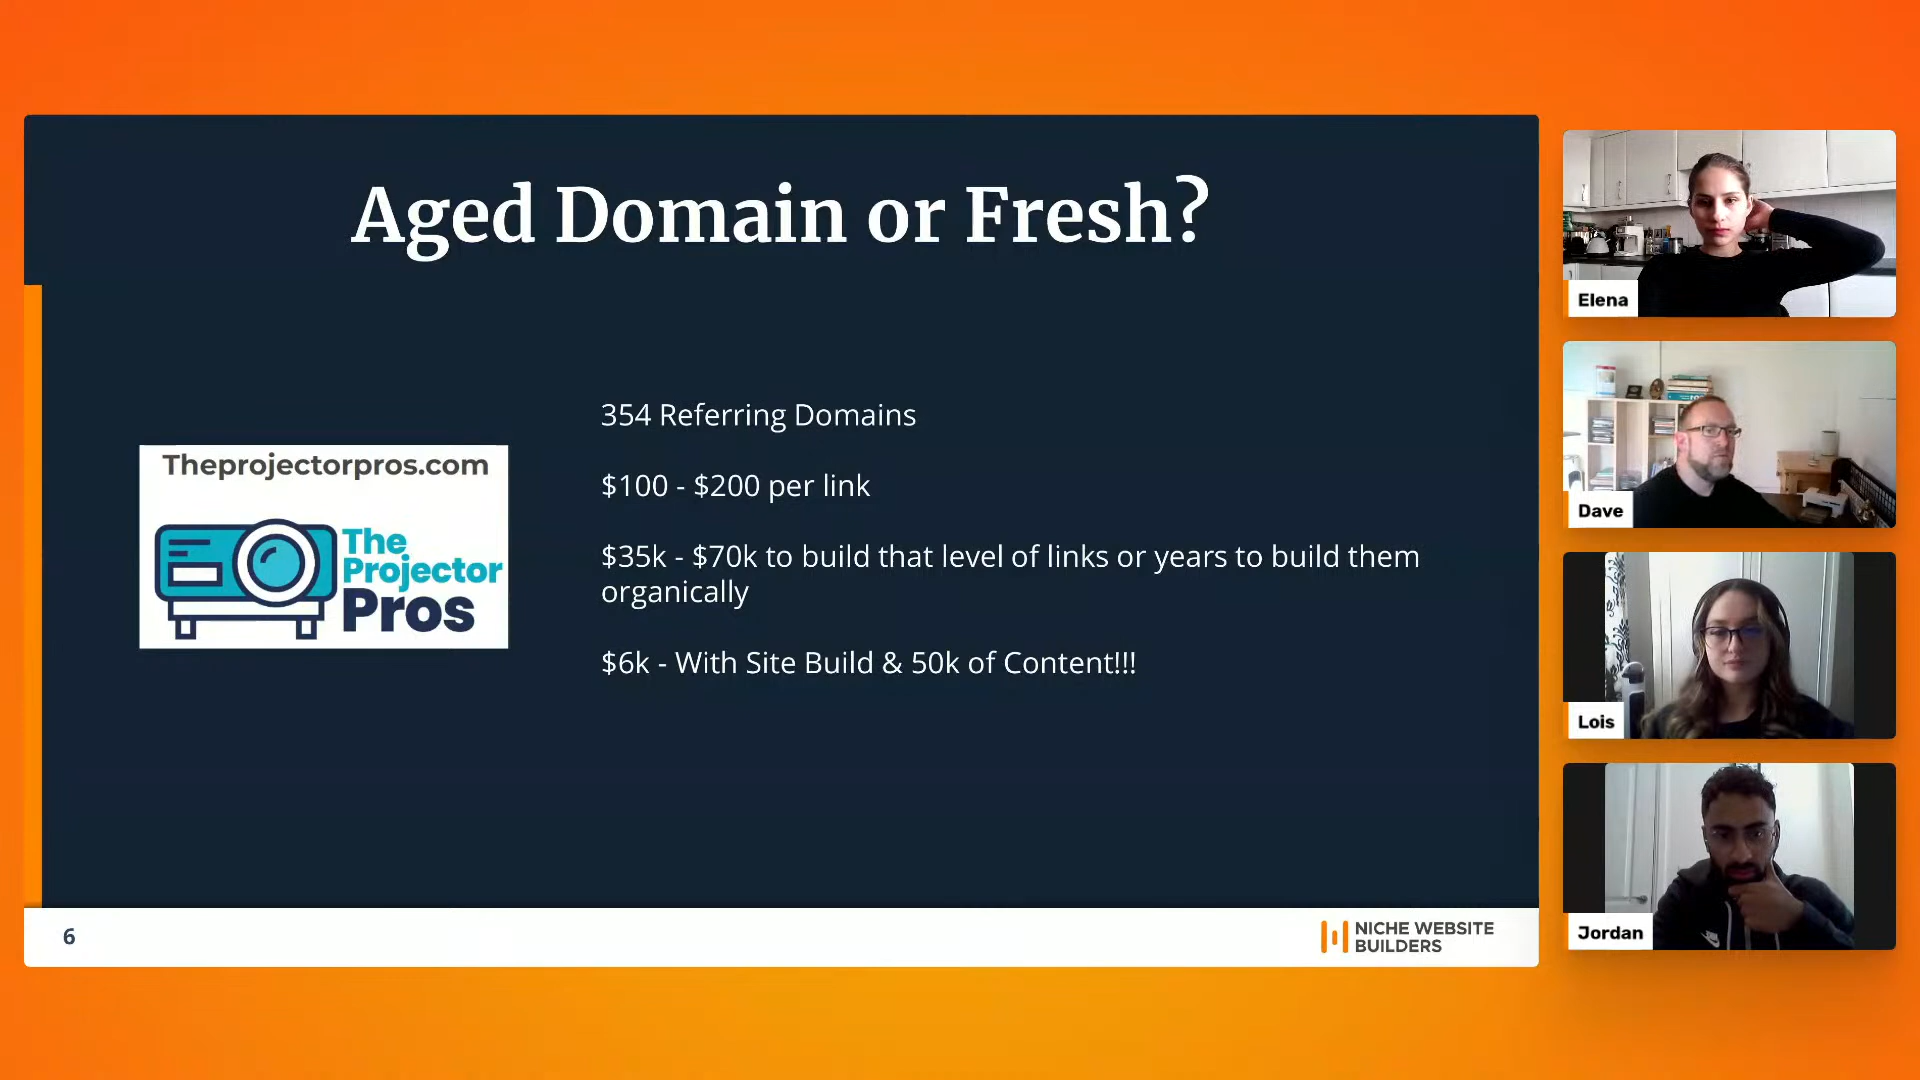 Aged Domain or Fresh?
Theprojectorpros.com
The
Projector
Pros
354 Referring Domains
$100 - $200 per link
$35k - $70k to build that level of links or years to build them
organically
$6k - With Site Build & 50k of Content!!!
6
NICHE WEBSITE
BUILDERS
Elena
Dave
Lois
Jordan